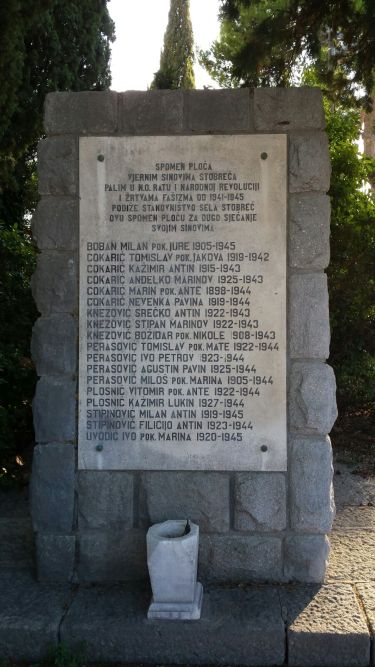 SPOMEN PLOČA
VJERNIM SINOVIMA STOBREČA
PALIM U N.O. RATU I NARODNOJ REVOLUCIJI
I ŽRTVAMA FAŠIZMA OD 1941-1945
PODIŽE STANOVNIŠTVO SELA STOBREČ
OVU SPOMEN PLOČU ZA DUGO SJEĆANJE
SVOJIM SINOVIMA
BOBAN MILAN POK. JURE 1905-1945
COKARIĆ TOMISLAV POK. JAKOVA 1919-1942
COKARIĆ KAZIMIR ANTIN 1915-1943
COKARIĆ ANĐELKO MARINOV 1925-1943
COKARIĆ MARIN POK. ANTE 1898-1944
COKARIĆ NEVENKA PAVINA 1919-1944
KNEZOVIĆ SREĆKO ANTIN 1922-1943
KNEZOVIĆ STIPAN MARINOV 1922-1943
KNEZOVIĆ BOŽIDAR POK. NIKOLE 1908-1943
PERASOVIĆ TOMISLAV POK. MATE 1922-1944
PERASOVIĆ IVO PETROV 1923-1944
PERASOVIĆ AGUSTIN PAVIN 1925-1944
PERASOVIĆ MILOŠ POK. MARINA 1905-1944
PLOSNIĆ VITOMIR POK. ANTE 1922-1944
PLOSNIĆ KAZIMIR LUKIN 1927-1944
STIPINOVIĆ MILAN ANTIN 1919-1945
STIPINOVIĆ FILICIJO ANTIN 1923-1944
UVODIĆ IVO POK. MARINA 1920-1945